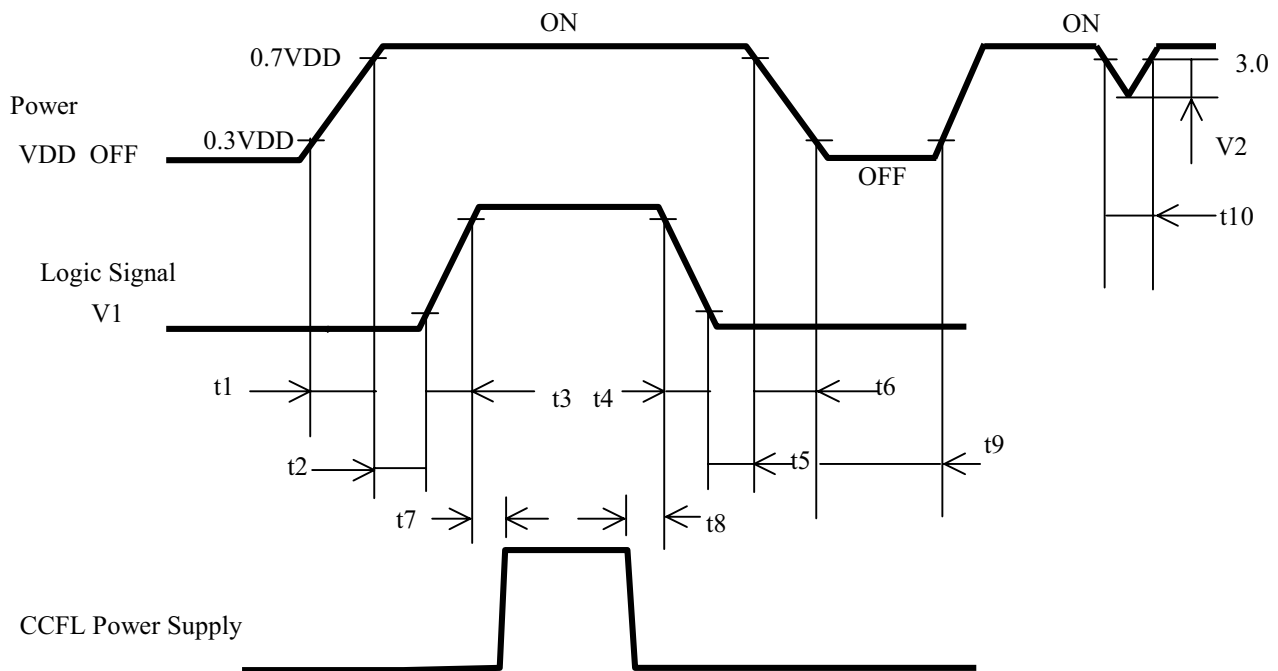 ON
ON
0.7VDD
3.0
Power
0.3VDD
V2
VDD OFF
OFF
t10
Logic Signal
V1
t1
t3
t4
t6
t2
t5
t9
t7
t8
CCFL Power Supply